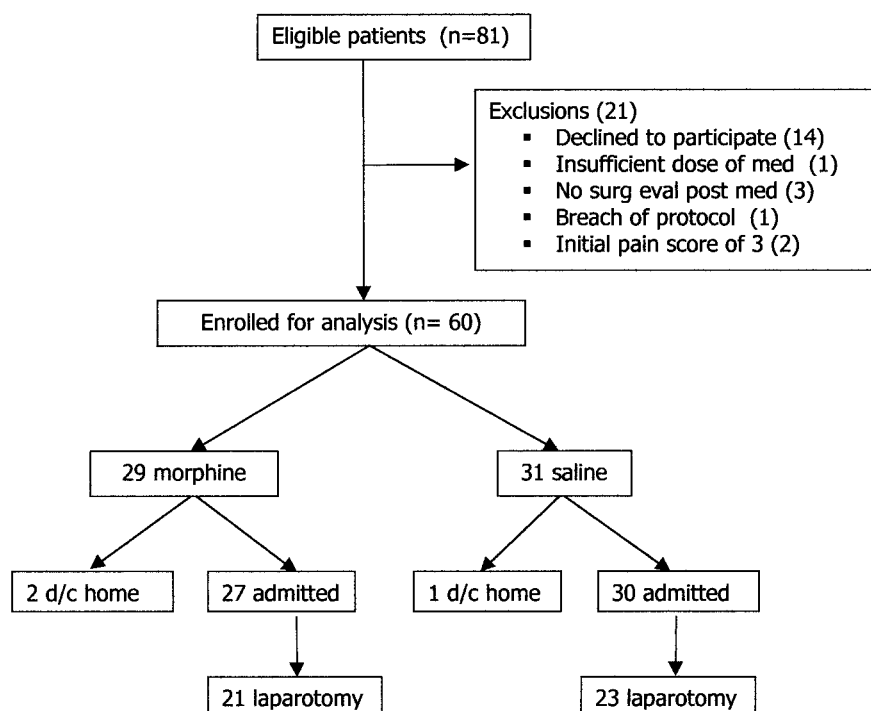 Eligible patients (n=81)
Exclusions (21)
▪ Declined to participate (14)
▪ Insufficient dose of med (1)
▪ No surg eval post med (3)
▪ Breach of protocol (1)
▪ Initial pain score of 3 (2)
Enrolled for analysis (n= 60)
29 morphine
31 saline
2 d/c home
27 admitted
1 d/c home
30 admitted
21 laparotomy
23 laparotomy